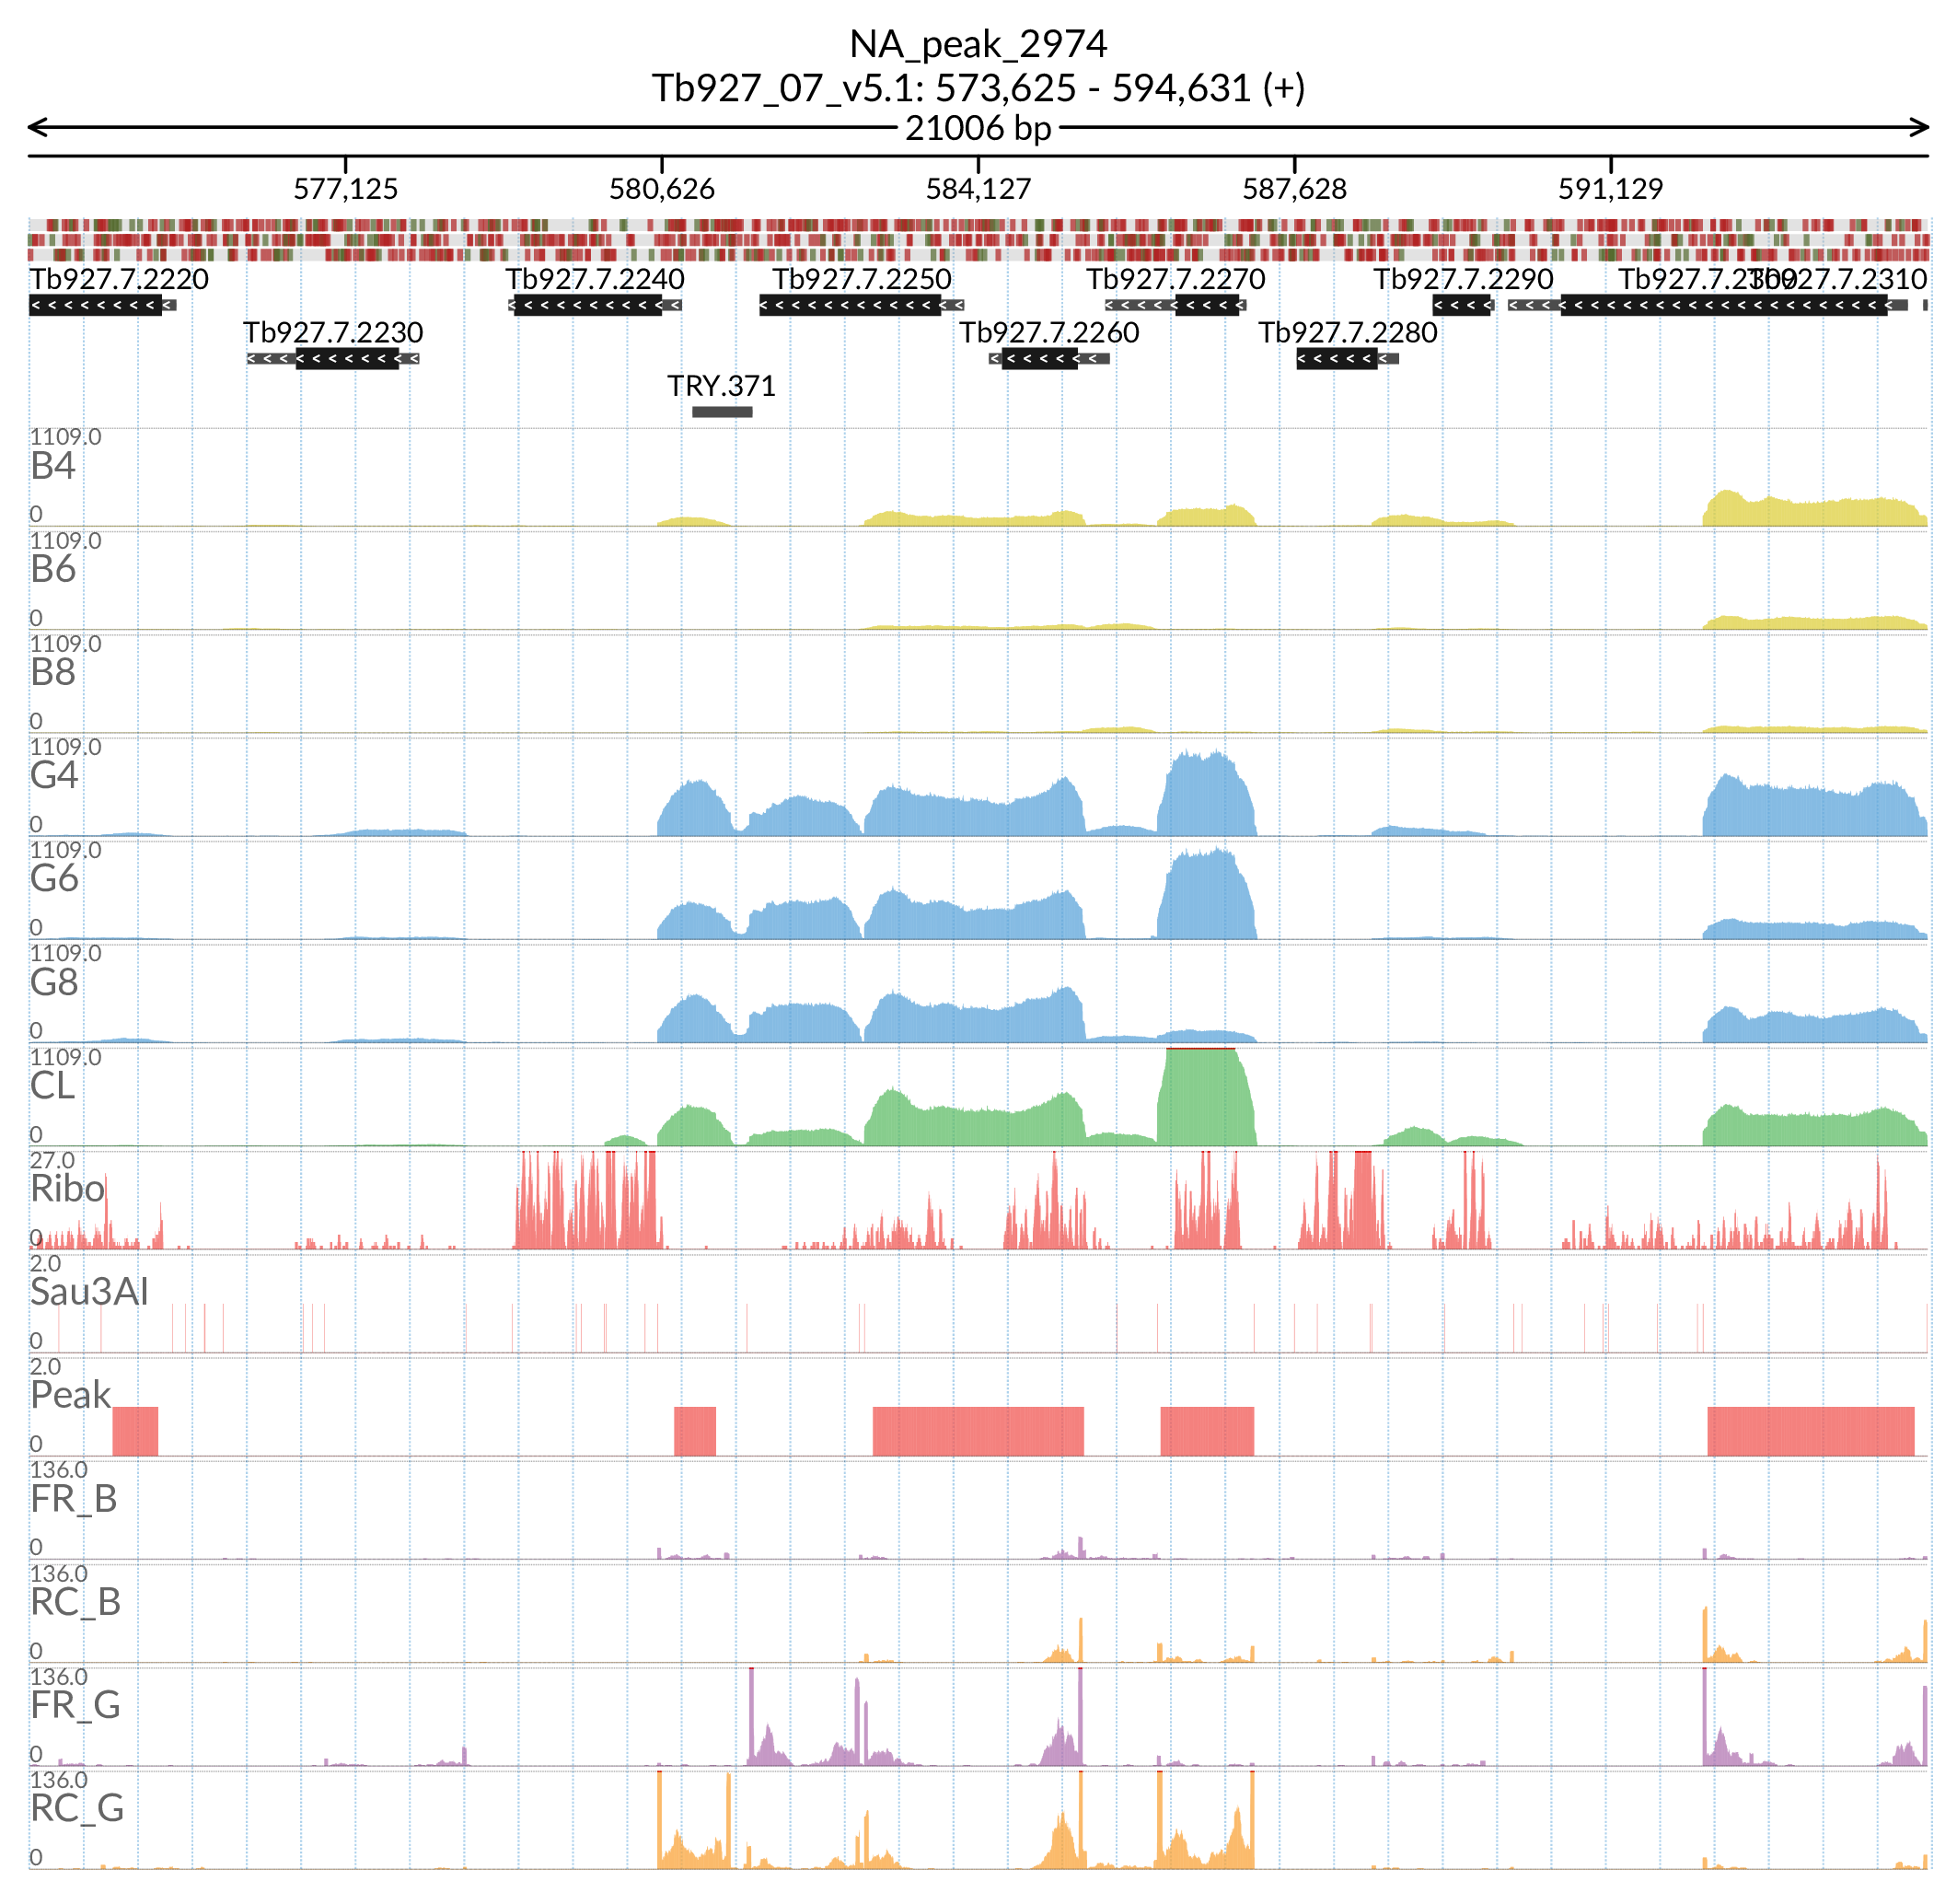 NA_peak_2974
Tb927_07_v5.1: 573,625 - 594,631 (+)
21006 bp
577,125 580,626 584,127 587,628 591,129
Tb927.7.2220 Tb927.7.2240 Tb927.7.2250 Tb927.7.2270 Tb927.7.2290 Tb927.7.2300 Tb927.7.2310
Tb927.7.2230 Tb927.7.2260 Tb927.7.2280
TRY.371
1109.0
B4
0
1109.0
B6
0
1109.0
B8
0
1109.0
G4
0
1109.0
G6
0
1109.0
G8
0
1109.0
CL
0
27.0
Ribo
0
2.0
Sau3AI
0
2.0
Peak
0
136.0
FR_B
0
136.0
RC_B
0
136.0
FR_G
0
136.0
RC_G
0